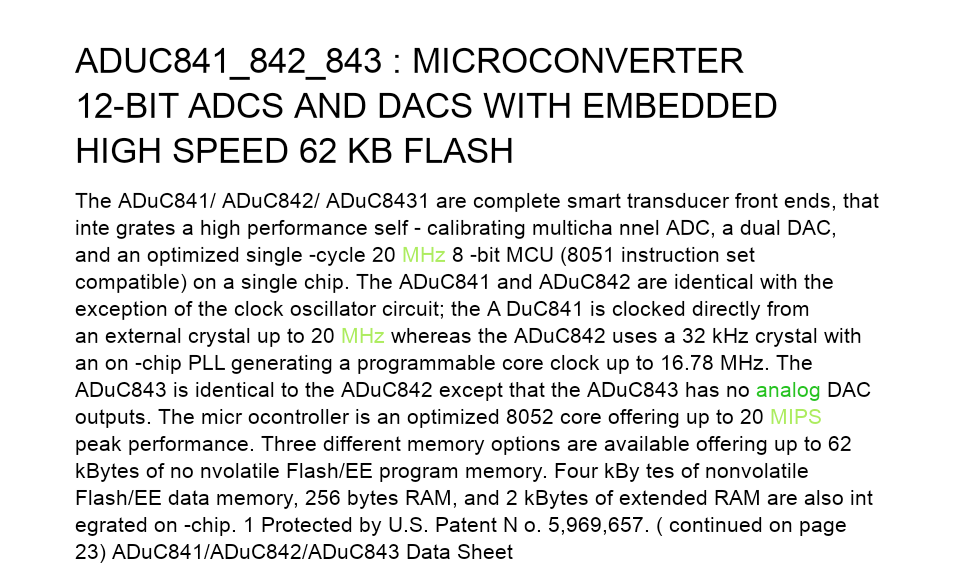 ADUC841_842_843 : MICROCONVERTER
12-BIT ADCS AND DACS WITH EMBEDDED
HIGH SPEED 62 KB FLASH
The ADuC841/ ADuC842/ ADuC8431 are complete smart transducer front ends, that
inte grates a high performance self - calibrating multicha nnel ADC, a dual DAC,
and an optimized single -cycle 20 MHz 8 -bit MCU (8051 instruction set
compatible) on a single chip. The ADuC841 and ADuC842 are identical with the
exception of the clock oscillator circuit; the A DuC841 is clocked directly from
an external crystal up to 20 MHz whereas the ADuC842 uses a 32 kHz crystal with
an on -chip PLL generating a programmable core clock up to 16.78 MHz. The
ADuC843 is identical to the ADuC842 except that the ADuC843 has no analog DAC
outputs. The micr ocontroller is an optimized 8052 core offering up to 20 MIPS
peak performance. Three different memory options are available offering up to 62
kBytes of no nvolatile Flash/EE program memory. Four kBy tes of nonvolatile
Flash/EE data memory, 256 bytes RAM, and 2 kBytes of extended RAM are also int
egrated on -chip. 1 Protected by U.S. Patent N o. 5,969,657. ( continued on page
23) ADuC841/ADuC842/ADuC843 Data Sheet